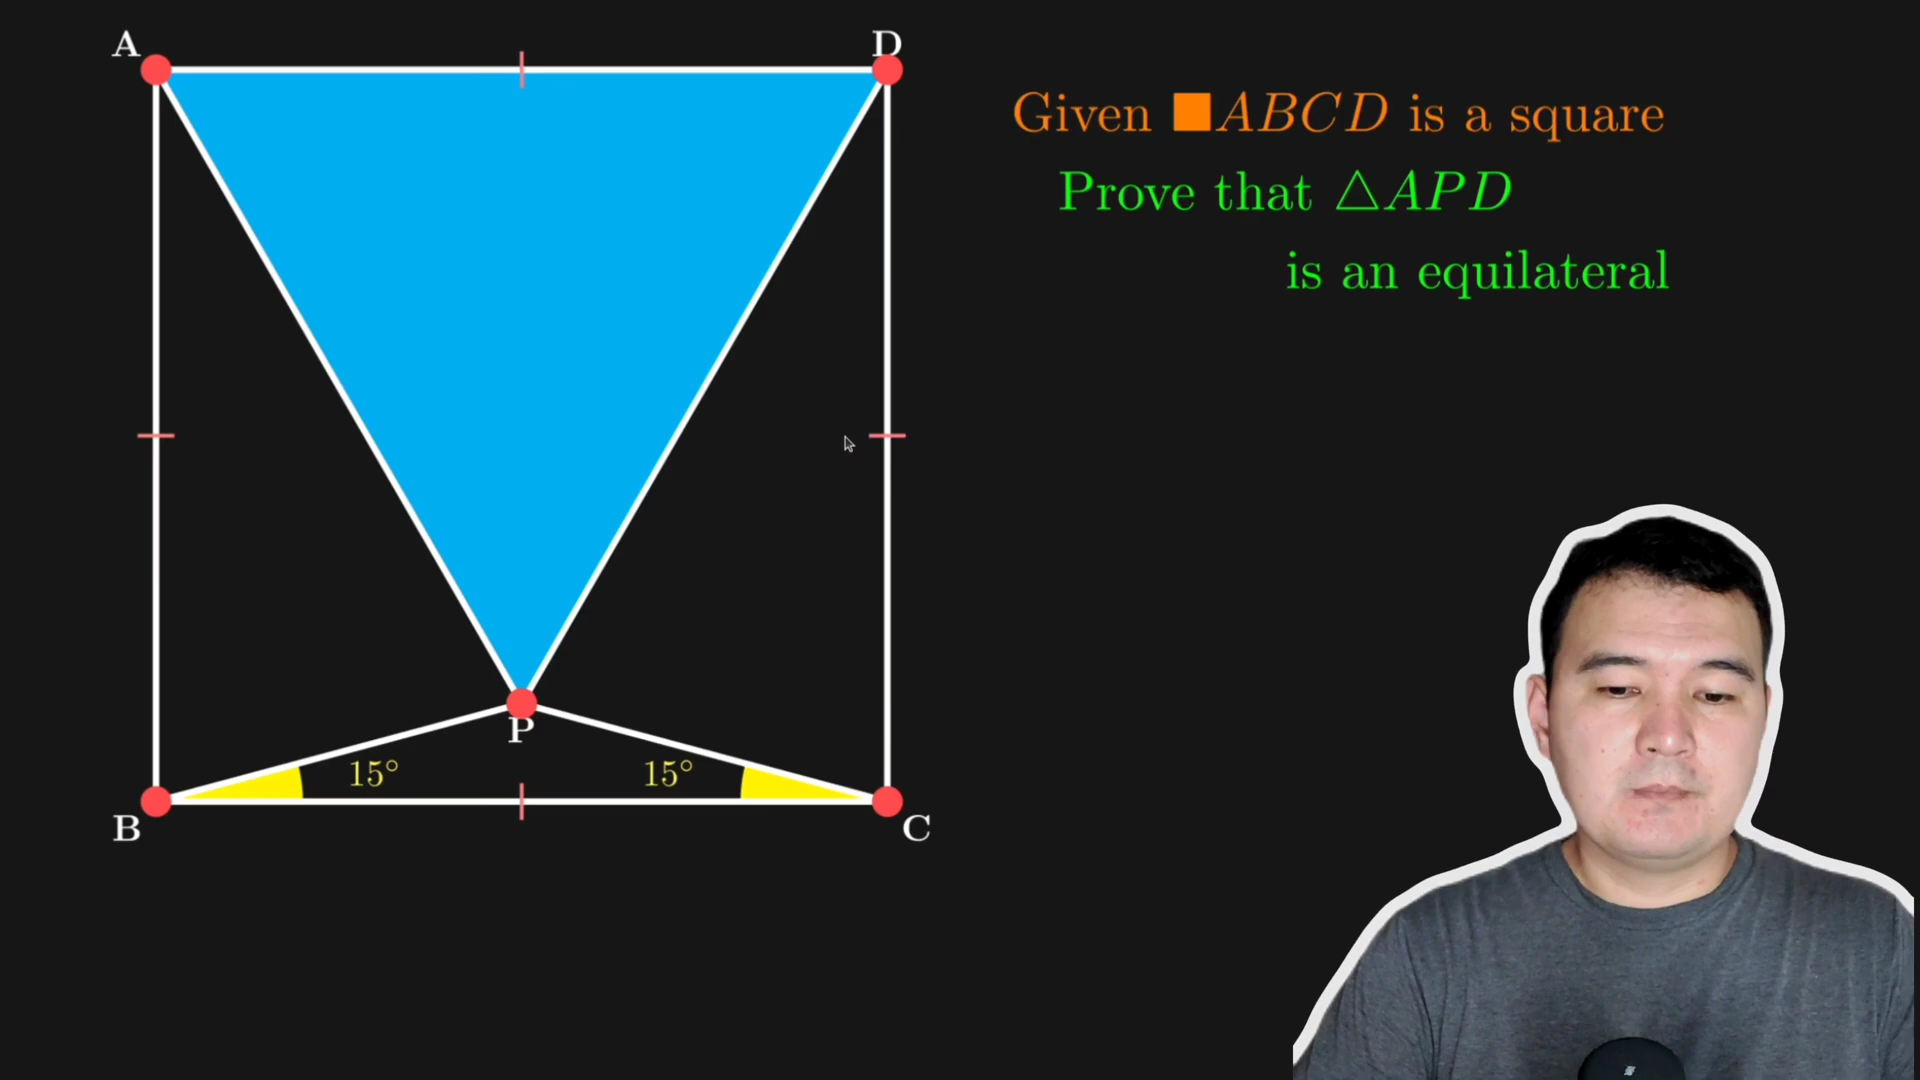 A
D
Given ■ABCD is a square
Prove that △APD
is an equilateral
P
15°
15°
B
C